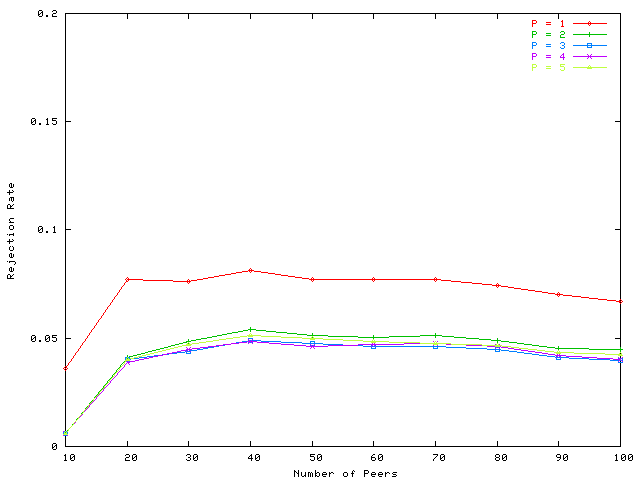 0.2
0.15
0.1
0.05
0
Rejection Rate
P = 1
P = 2
P = 3
P = 4
P = 5
10 20 30 40 50 60 70 80 90 100
Number of Peers